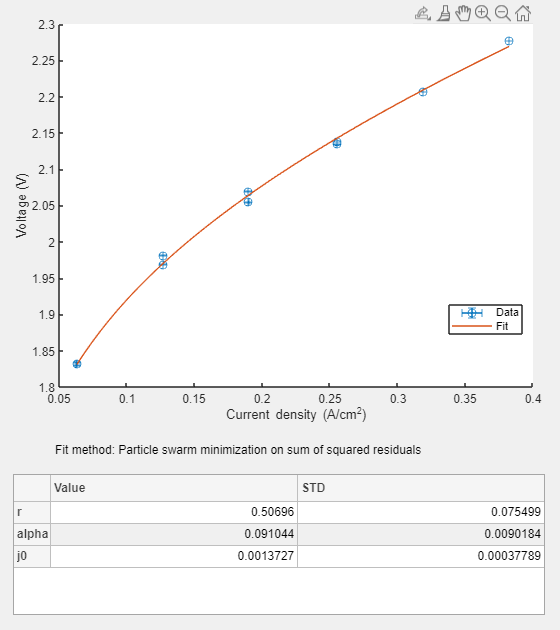 2.3
2.25
2.2
2.15
2.1
2.05
2
1.95
1.9
1.85
1.8
Voltage (V)
0.05 0.1 0.15 0.2 0.25 0.3 0.35 0.4
Current density (A/cm²)
Data
Fit
Fit method: Particle swarm minimization on sum of squared residuals
Value STD
r 0.50696 0.075499
alpha 0.091044 0.0090184
j0 0.0013727 0.00037789